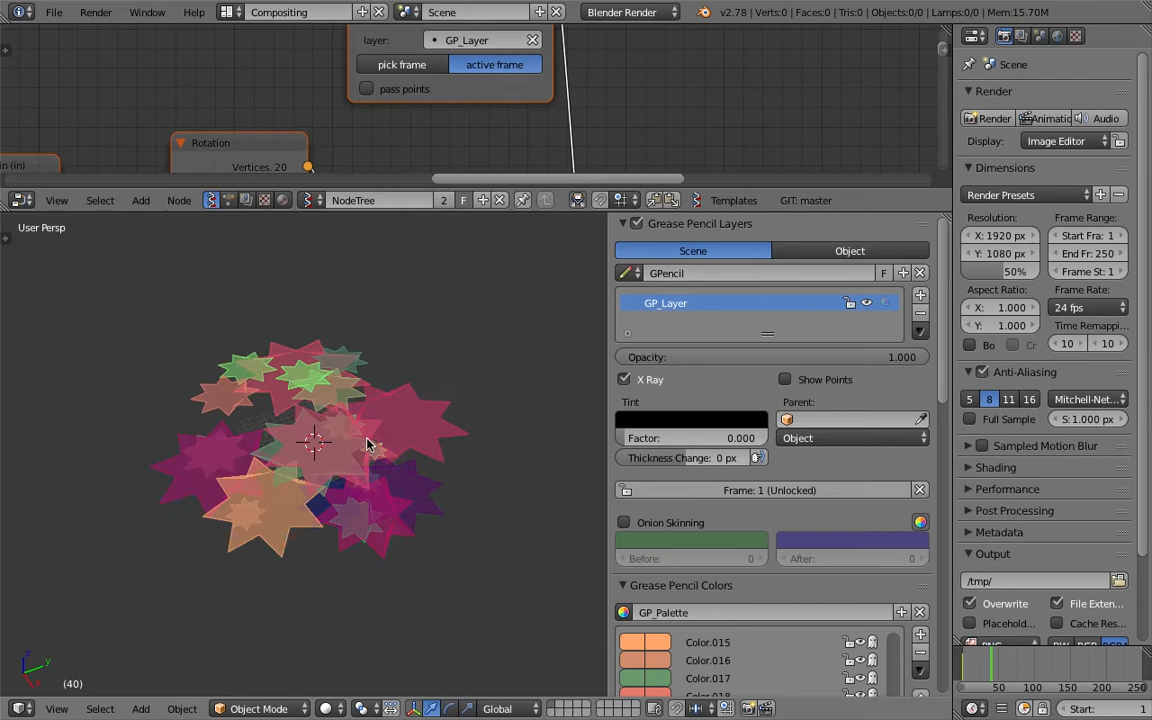 File Render Window Help Compositing Scene Blender Render v2.78 | Verts:0 | Faces:0 | Tris:0 | Objects:0/0 | Lamps:0/0 | Mem:15.70M
layer: GP_Layer
pick frame active frame
pass points
Rotation
in (in)
Vertices. 20
View Select Add Node NodeTree 2 F Templates GIT: master
User Persp
(40)
Grease Pencil Layers
Scene Object
GPencil F
GP_Layer
Opacity: 1.000
X Ray Show Points
Tint Parent:
Factor: 0.000 Object
Thickness Change: 0 px
Frame: 1 (Unlocked)
Onion Skinning
Before: 0 After: 0
Grease Pencil Colors
GP_Palette
Color.015
Color.016
Color.017
Color.018
View Select Add Object Object Mode Global
Scene
Render
Render Animatic Audio
Display: Image Editor
Dimensions
Render Presets
Resolution: Frame Range:
X: 1920 px Start Fra: 1
Y: 1080 px End Fr: 250
50% Frame St: 1
Aspect Ratio: Frame Rate:
X: 1.000 24 fps
Y: 1.000 Time Remappi...
Bo Cr 10 10
Anti-Aliasing
5 8 11 16 Mitchell-Net...
Full Sample S: 1.000 px
Sampled Motion Blur
Shading
Performance
Post Processing
Metadata
Output
/tmp/
Overwrite File Exten...
Placehold... Cache Res...
0 50 100 150 200 250
Start: 1